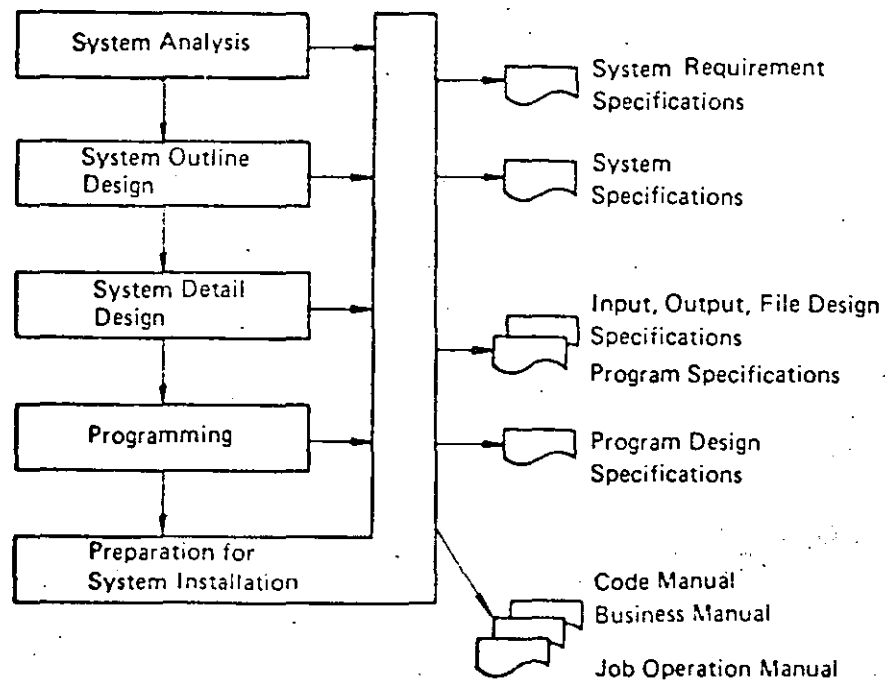 System Analysis
System Outline
Design
System Detail
Design
Programming
Preparation for
System Installation
System Requirement
Specifications
System
Specifications
Input, Output, File Design
Specifications
Program Specifications
Program Design
Specifications
Code Manual
Business Manual
Job Operation Manual